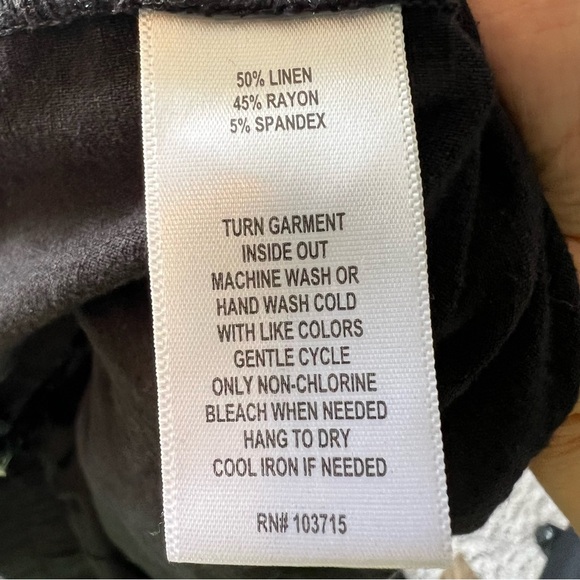 50% LINEN
45% RAYON
5% SPANDEX
TURN GARMENT
INSIDE OUT
MACHINE WASH OR
HAND WASH COLD
WITH LIKE COLORS
GENTLE CYCLE
ONLY NON-CHLORINE
BLEACH WHEN NEEDED
HANG TO DRY
COOL IRON IF NEEDED
RN# 103715